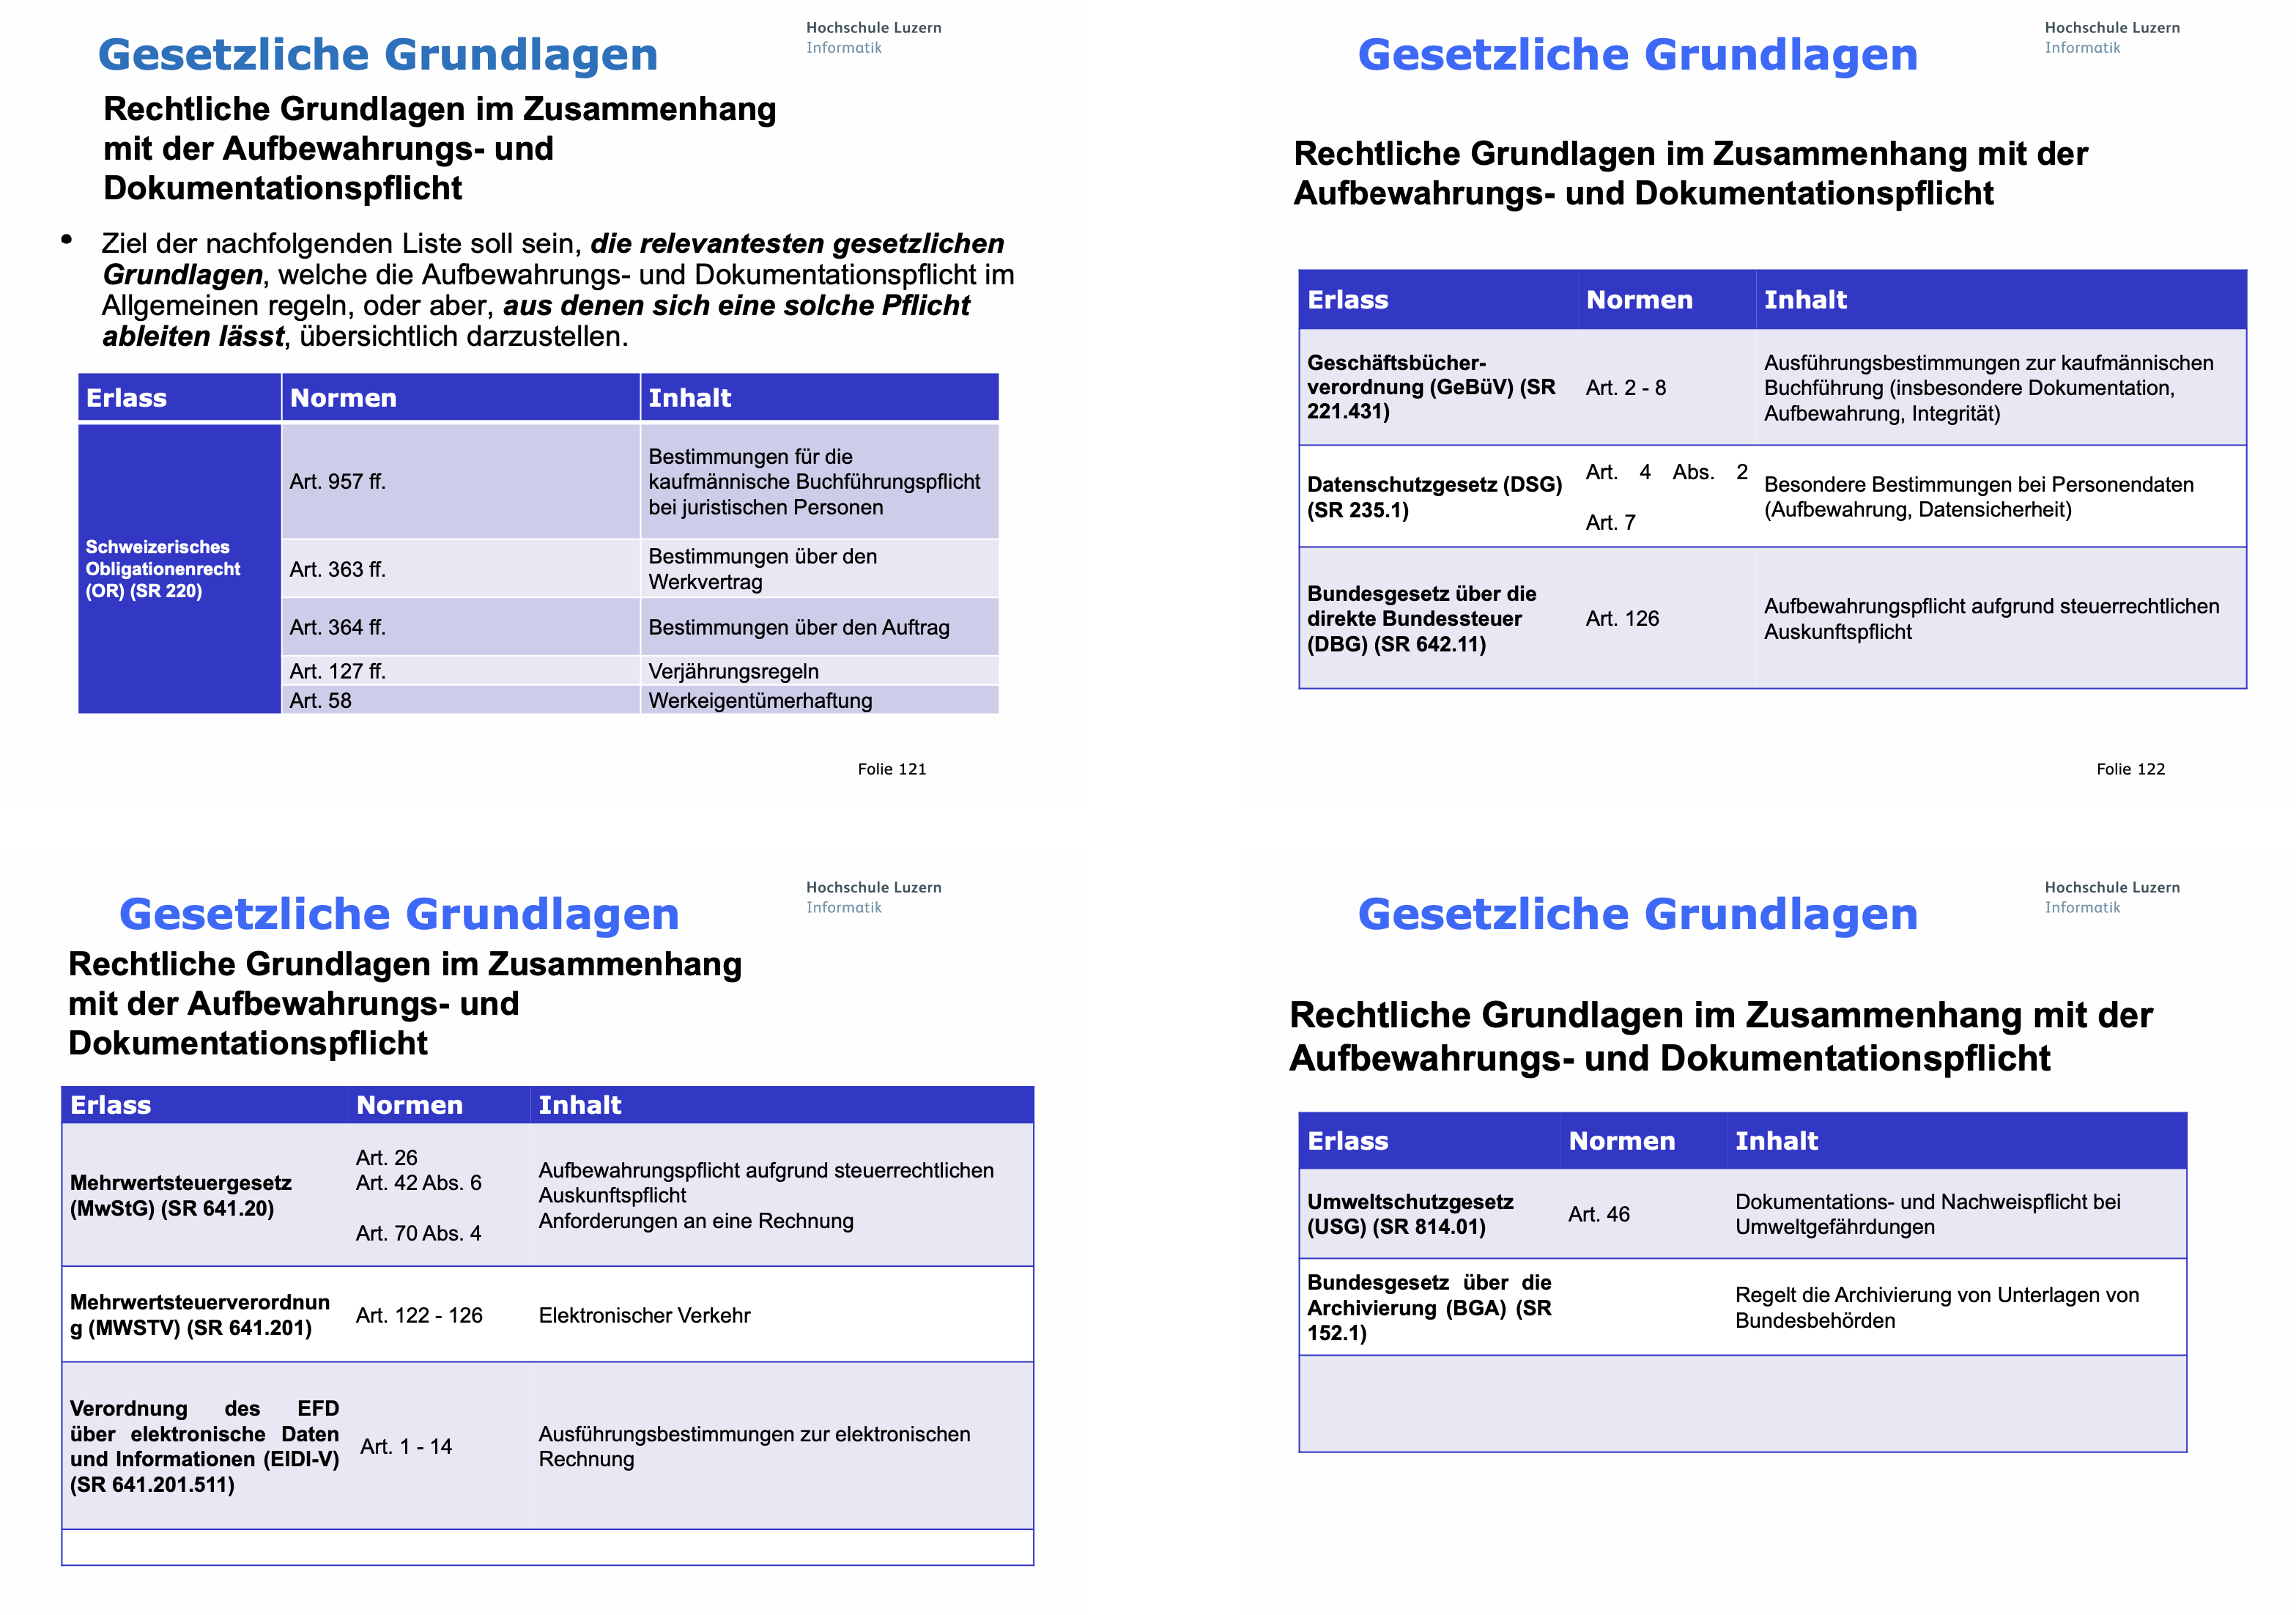 Hochschule Luzern
Informatik
Gesetzliche Grundlagen
Rechtliche Grundlagen im Zusammenhang
mit der Aufbewahrungs- und
Dokumentationspflicht
• Ziel der nachfolgenden Liste soll sein, die relevantesten gesetzlichen
Grundlagen, welche die Aufbewahrungs- und Dokumentationspflicht im
Allgemeinen regeln, oder aber, aus denen sich eine solche Pflicht
ableiten lässt, übersichtlich darzustellen.
Erlass Normen Inhalt
Schweizerisches
Obligationenrecht
(OR) (SR 220)
Art. 957 ff.
Bestimmungen für die
kaufmännische Buchführungspflicht
bei juristischen Personen
Art. 363 ff.
Bestimmungen über den
Werkvertrag
Art. 364 ff. Bestimmungen über den Auftrag
Art. 127 ff. Verjährungsregeln
Art. 58 Werkeigentümerhaftung
Folie 121
Hochschule Luzern
Informatik
Gesetzliche Grundlagen
Rechtliche Grundlagen im Zusammenhang mit der
Aufbewahrungs- und Dokumentationspflicht
Erlass Normen Inhalt
Geschäftsbücher-
verordnung (GeBüV) (SR
221.431)
Art. 2 - 8
Ausführungsbestimmungen zur kaufmännischen
Buchführung (insbesondere Dokumentation,
Aufbewahrung, Integrität)
Datenschutzgesetz (DSG)
(SR 235.1)
Art. 4 Abs. 2
Art. 7
Besondere Bestimmungen bei Personendaten
(Aufbewahrung, Datensicherheit)
Bundesgesetz über die
direkte Bundessteuer
(DBG) (SR 642.11)
Art. 126
Aufbewahrungspflicht aufgrund steuerrechtlichen
Auskunftspflicht
Folie 122
Hochschule Luzern
Informatik
Gesetzliche Grundlagen
Rechtliche Grundlagen im Zusammenhang
mit der Aufbewahrungs- und
Dokumentationspflicht
Erlass Normen Inhalt
Mehrwertsteuergesetz
(MwStG) (SR 641.20)
Art. 26
Art. 42 Abs. 6
Art. 70 Abs. 4
Aufbewahrungspflicht aufgrund steuerrechtlichen
Auskunftspflicht
Anforderungen an eine Rechnung
Mehrwertsteuerverordnun
g (MWSTV) (SR 641.201)
Art. 122 - 126
Elektronischer Verkehr
Verordnung des EFD
über elektronische Daten
und Informationen (ElDI-V)
(SR 641.201.511)
Art. 1 - 14
Ausführungsbestimmungen zur elektronischen
Rechnung
Hochschule Luzern
Informatik
Gesetzliche Grundlagen
Rechtliche Grundlagen im Zusammenhang mit der
Aufbewahrungs- und Dokumentationspflicht
Erlass Normen Inhalt
Umweltschutzgesetz
(USG) (SR 814.01)
Art. 46
Dokumentations- und Nachweispflicht bei
Umweltgefährdungen
Bundesgesetz über die
Archivierung (BGA) (SR
152.1)
Regelt die Archivierung von Unterlagen von
Bundesbehörden